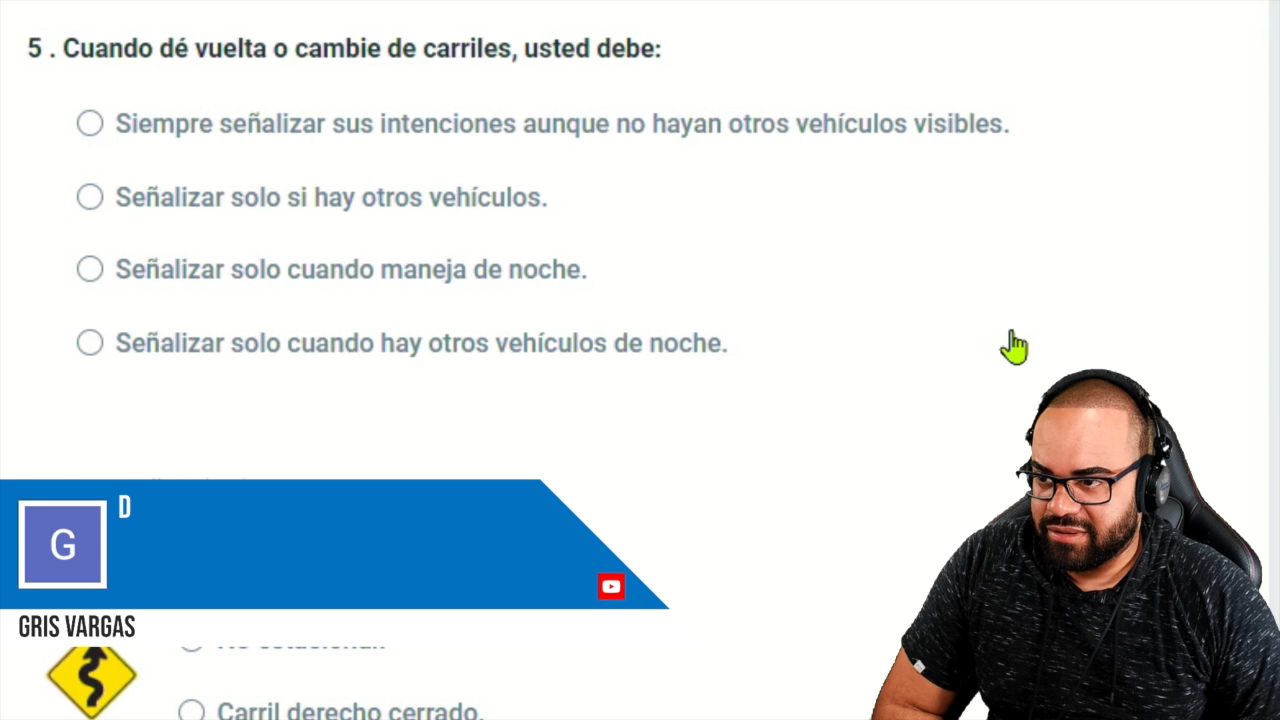 5 . Cuando dé vuelta o cambie de carriles, usted debe:
Siempre señalizar sus intenciones aunque no hayan otros vehículos visibles.
Señalizar solo si hay otros vehículos.
Señalizar solo cuando maneja de noche.
Señalizar solo cuando hay otros vehículos de noche.
D
G
GRIS VARGAS
Carril derecho cerrado.